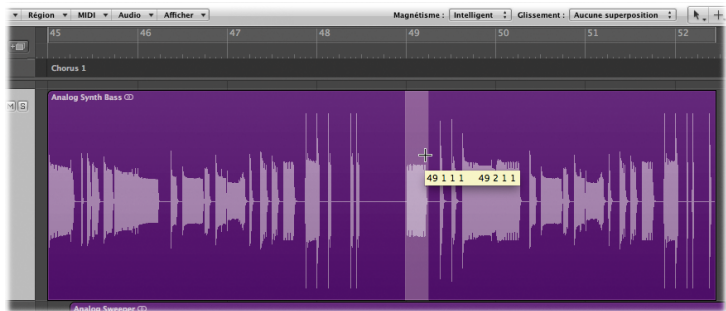 Région MIDI Audio Afficher Magnétisme : Intelligent Glissement : Aucune superposition
45 46 47 48 49 50 51 52
Chorus 1
M S
Analog Synth Bass
49 1 1 1 49 2 1 1
Analog Sweeper